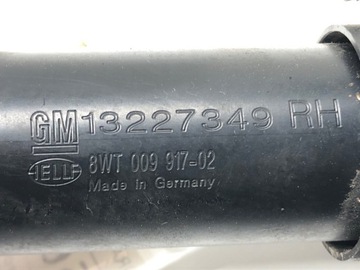 GM 13227349 RH
HELLA 8WT 009 917-02
Made in Germany